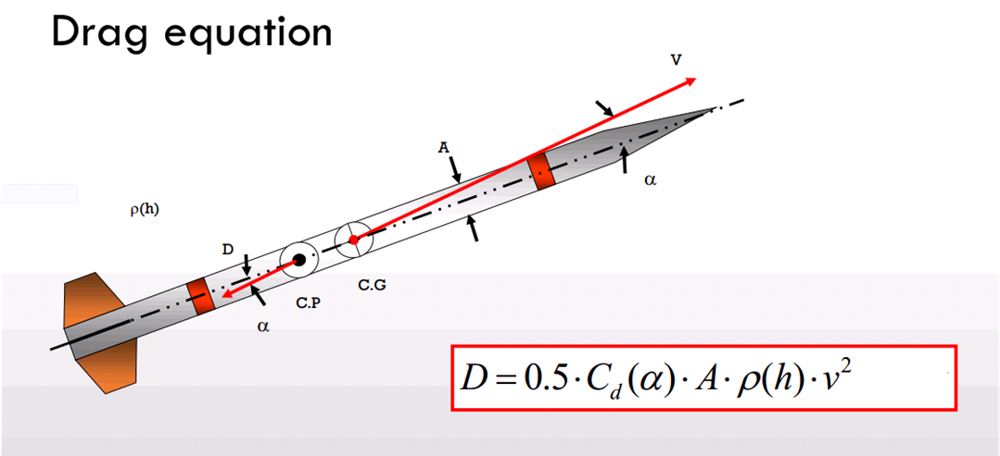 Drag equation
V
A
α
ρ(h)
D
C.G
C.P
α
D = 0.5 · C_d (α) · A · ρ(h) · v²